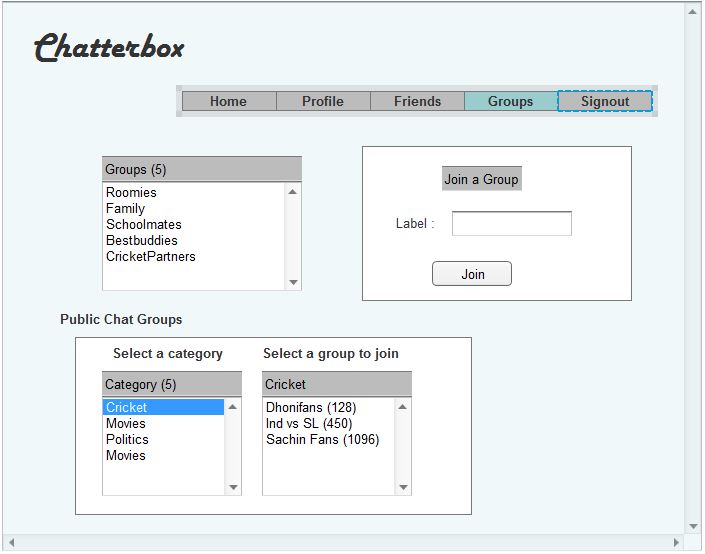 Chatterbox
Home Profile Friends Groups Signout
Groups (5)
Roomies
Family
Schoolmates
Bestbuddies
CricketPartners
Join a Group
Label :
Join
Public Chat Groups
Select a category
Category (5)
Cricket
Movies
Politics
Movies
Select a group to join
Cricket
Dhonifans (128)
Ind vs SL (450)
Sachin Fans (1096)